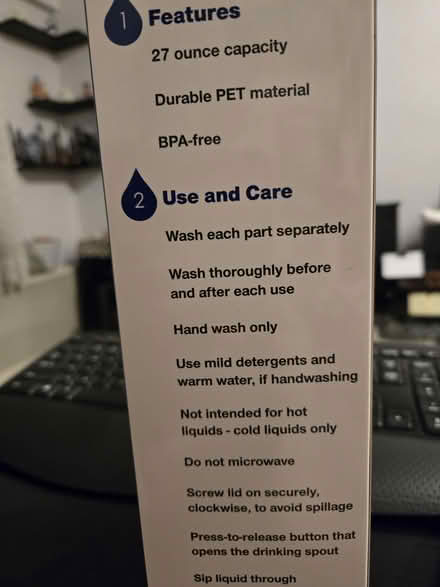 1 Features
27 ounce capacity
Durable PET material
BPA-free
2 Use and Care
Wash each part separately
Wash thoroughly before
and after each use
Hand wash only
Use mild detergents and
warm water, if handwashing
Not intended for hot
liquids - cold liquids only
Do not microwave
Screw lid on securely,
clockwise, to avoid spillage
Press-to-release button that
opens the drinking spout
Sip liquid through